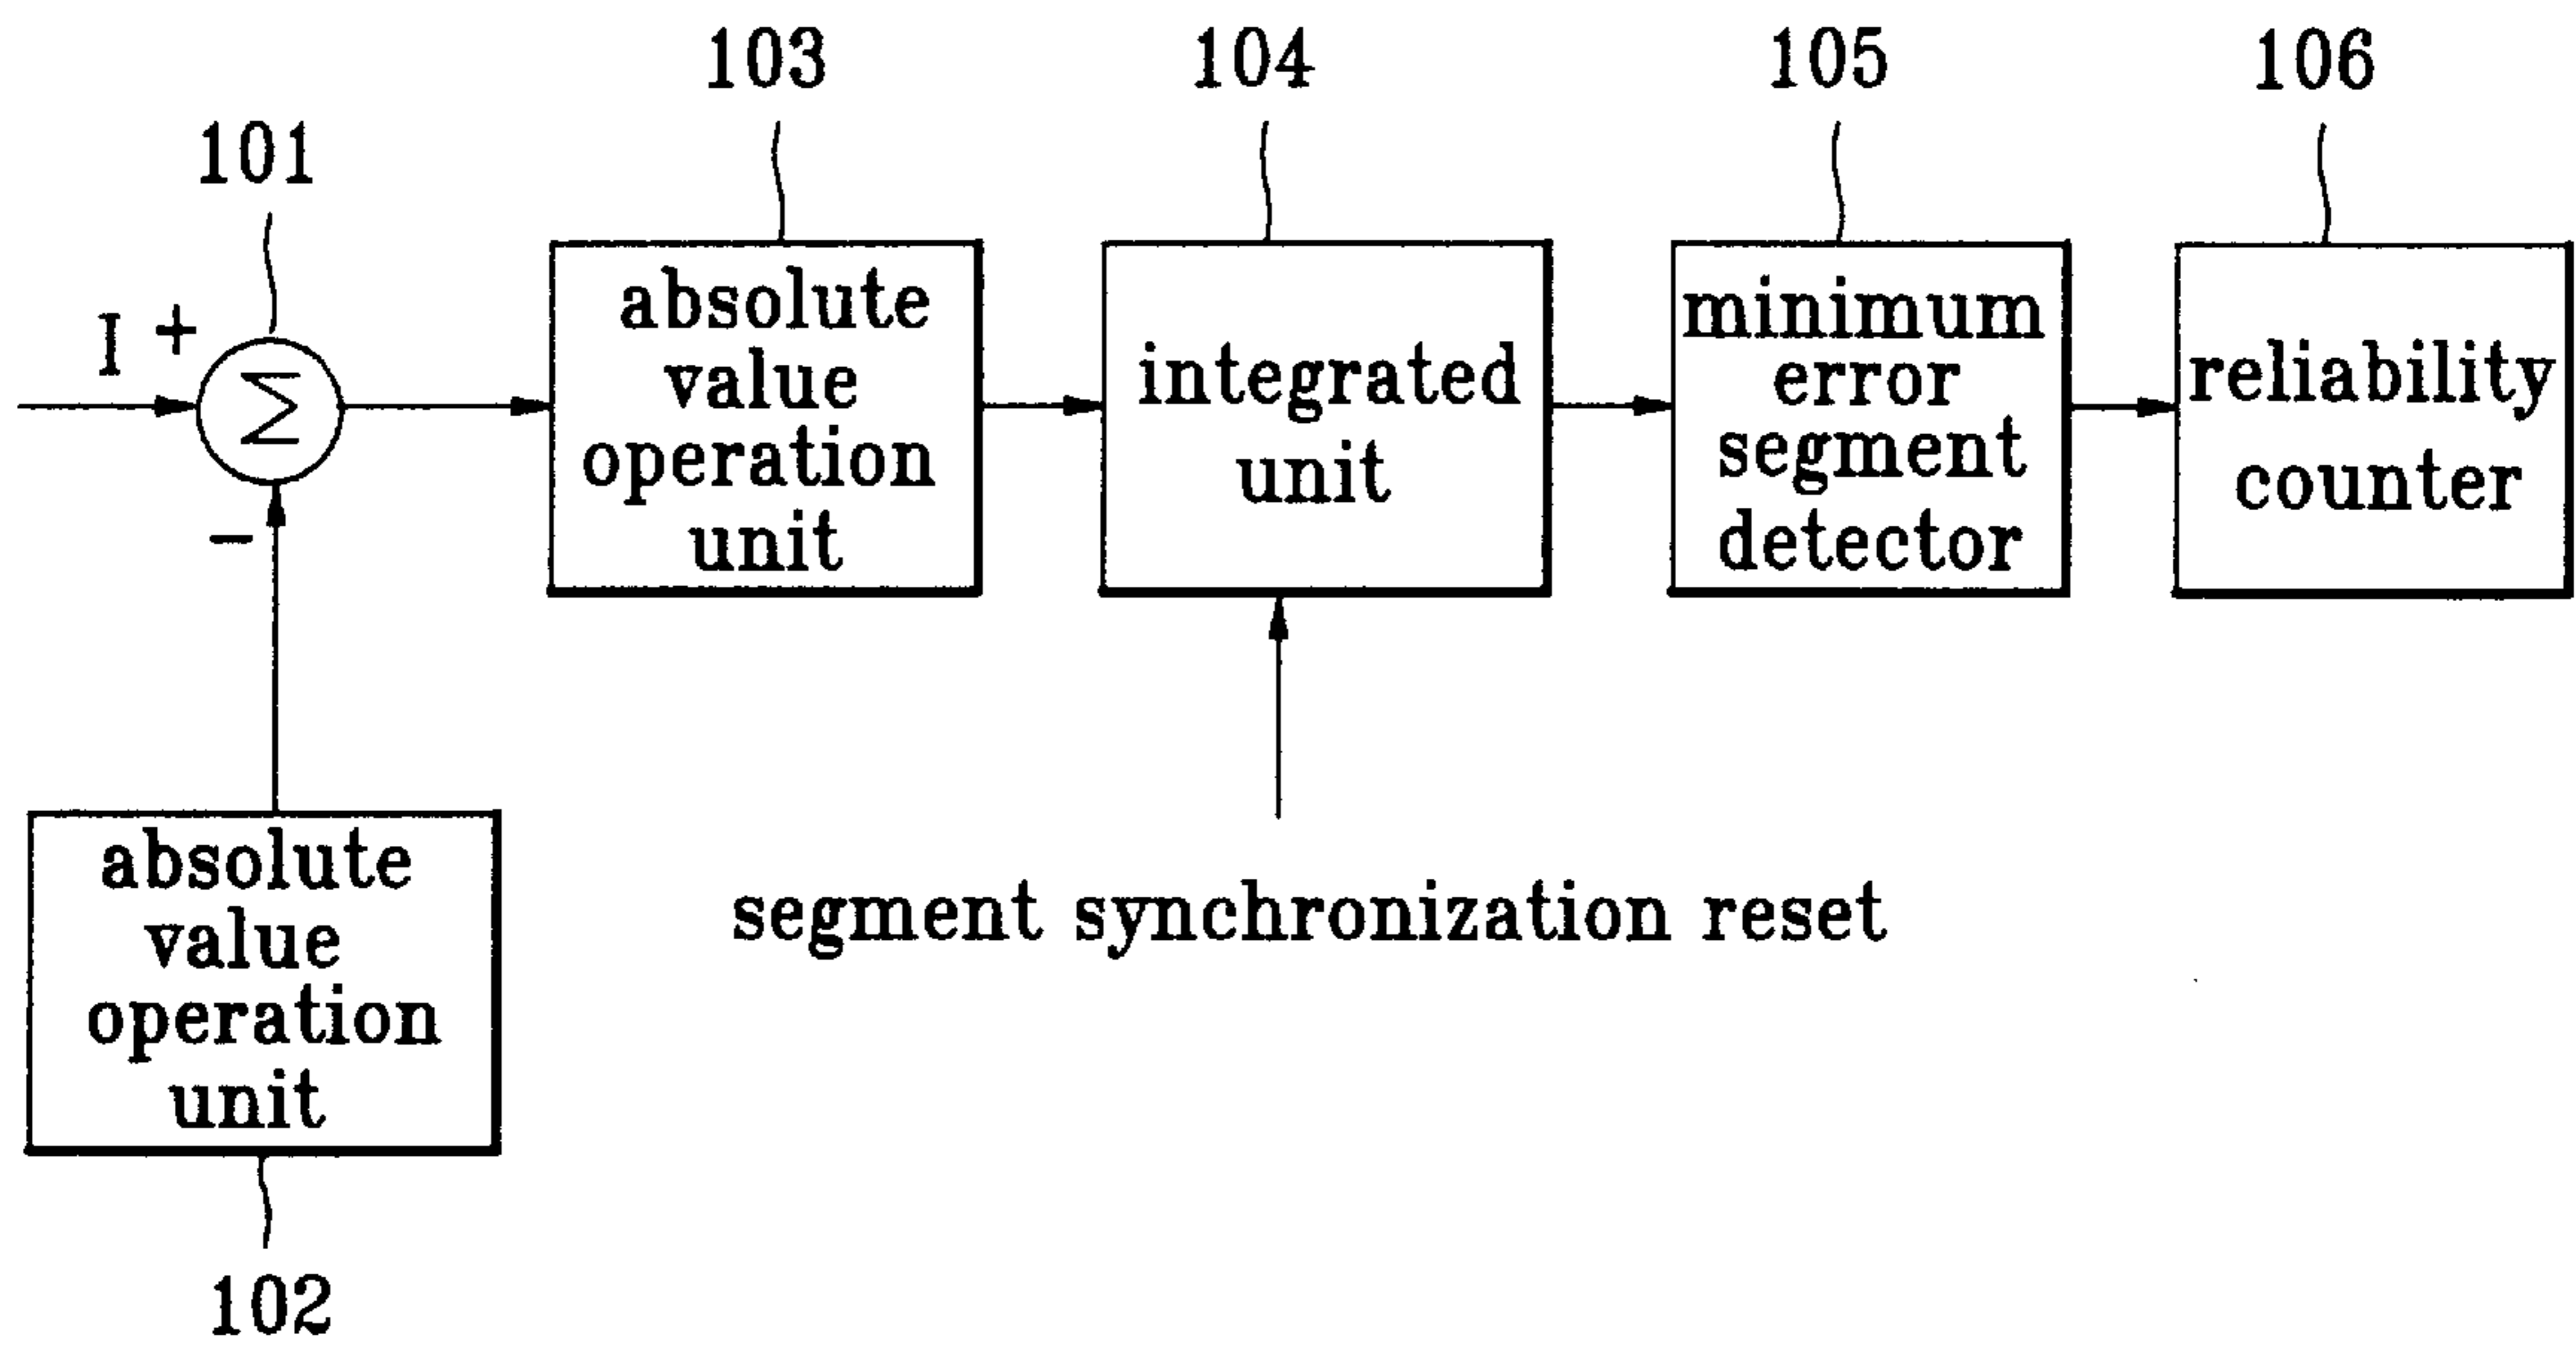 103
104
105
106
101
I +
Σ
−
absolute
value
operation
unit
integrated
unit
minimum
error
segment
detector
reliability
counter
absolute
value
operation
unit
segment synchronization reset
102